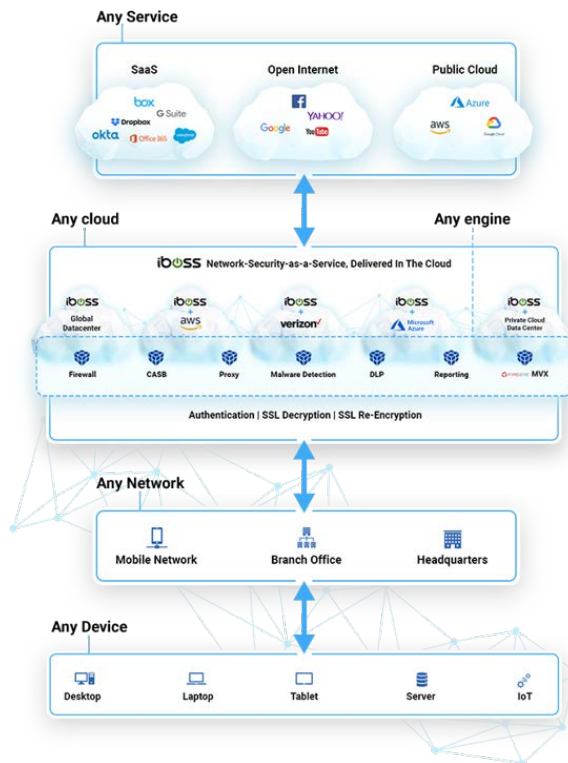 Any Service
SaaS
Open Internet
Public Cloud
box
G Suite
Dropbox
okta
Office 365
salesforce
YAHOO!
Google
YouTube
Azure
aws
Google Cloud
Any cloud
Any engine
iboss Network-Security-as-a-Service, Delivered In The Cloud
iboss
Global
Datacenter
iboss
+
aws
iboss
+
verizon
iboss
+
Microsoft
Azure
iboss
+
Private Cloud
Data Center
Firewall
CASB
Proxy
Malware Detection
DLP
Reporting
FIREEYE MVX
Authentication | SSL Decryption | SSL Re-Encryption
Any Network
Mobile Network
Branch Office
Headquarters
Any Device
Desktop
Laptop
Tablet
Server
IoT